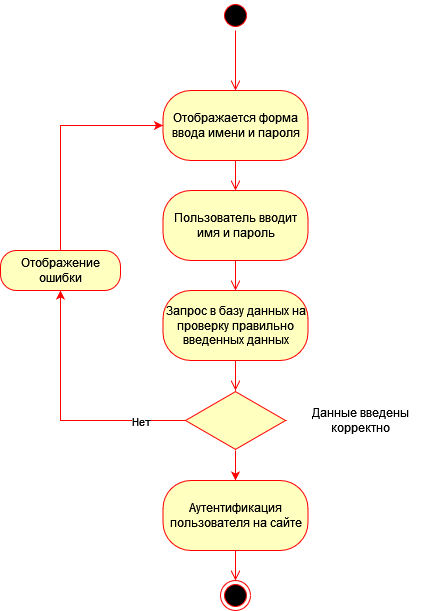 Отображается форма
ввода имени и пароля
Пользователь вводит
имя и пароль
Отображение
ошибки
Запрос в базу данных на
проверку правильно
введенных данных
Нет
Данные введены
корректно
Аутентификация
пользователя на сайте